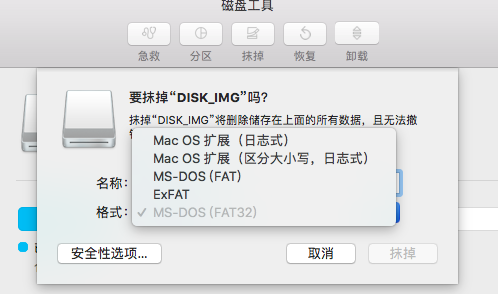 磁盘工具
急救 分区 抹掉 恢复 卸载
要抹掉“DISK_IMG”吗?
抹掉“DISK_IMG”将删除储存在上面的所有数据，且无法撤
Mac OS 扩展（日志式）
Mac OS 扩展（区分大小写，日志式）
MS-DOS (FAT)
名称:
ExFAT
格式: ✓ MS-DOS (FAT32)
安全性选项... 取消 抹掉